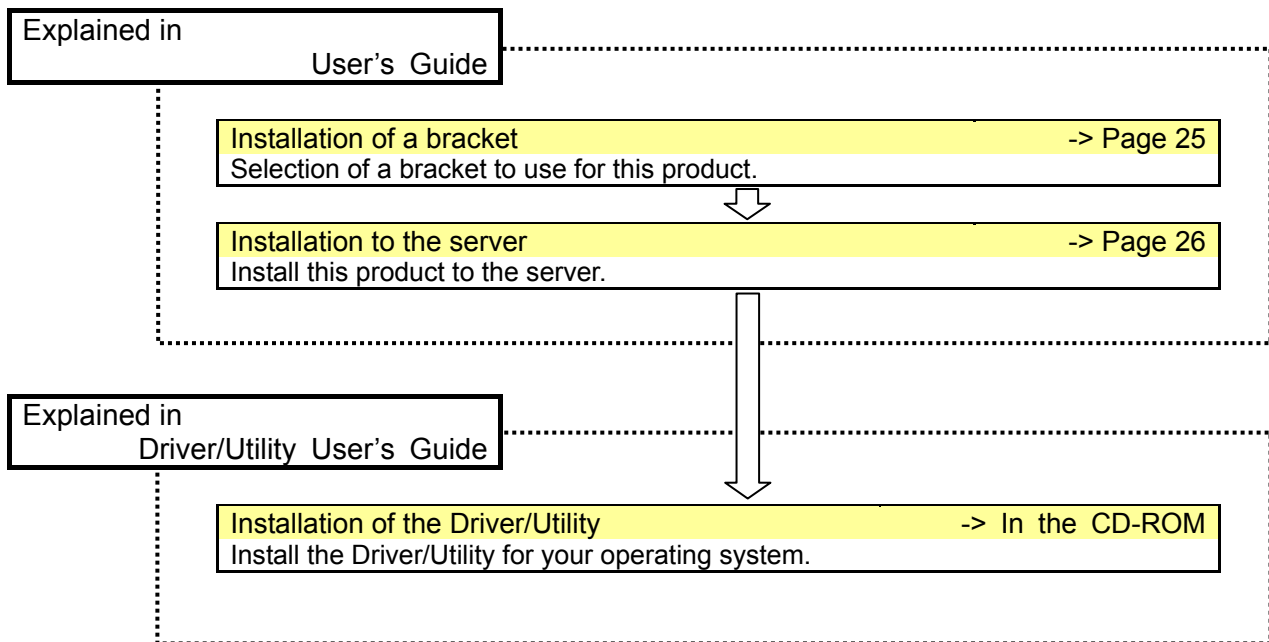 Explained in
User's Guide
Installation of a bracket -> Page 25
Selection of a bracket to use for this product.
Installation to the server -> Page 26
Install this product to the server.
Explained in
Driver/Utility User's Guide
Installation of the Driver/Utility -> In the CD-ROM
Install the Driver/Utility for your operating system.